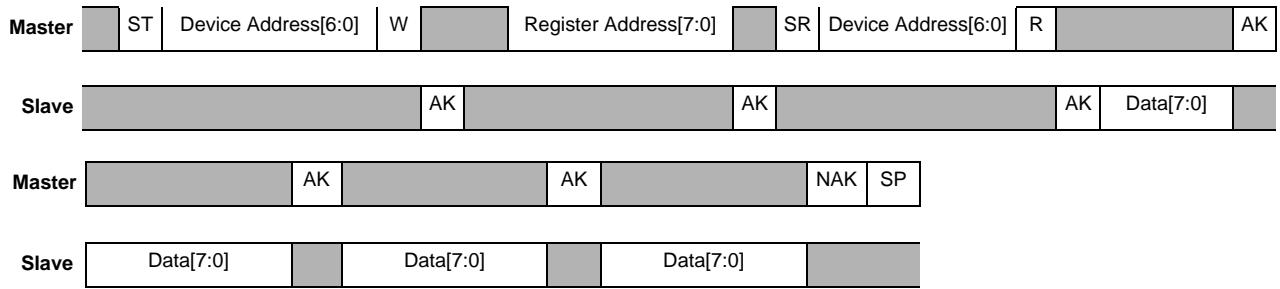 Master ST Device Address[6:0] W Register Address[7:0] SR Device Address[6:0] R AK
Slave AK AK AK Data[7:0]
Master AK AK NAK SP
Slave Data[7:0] Data[7:0] Data[7:0]